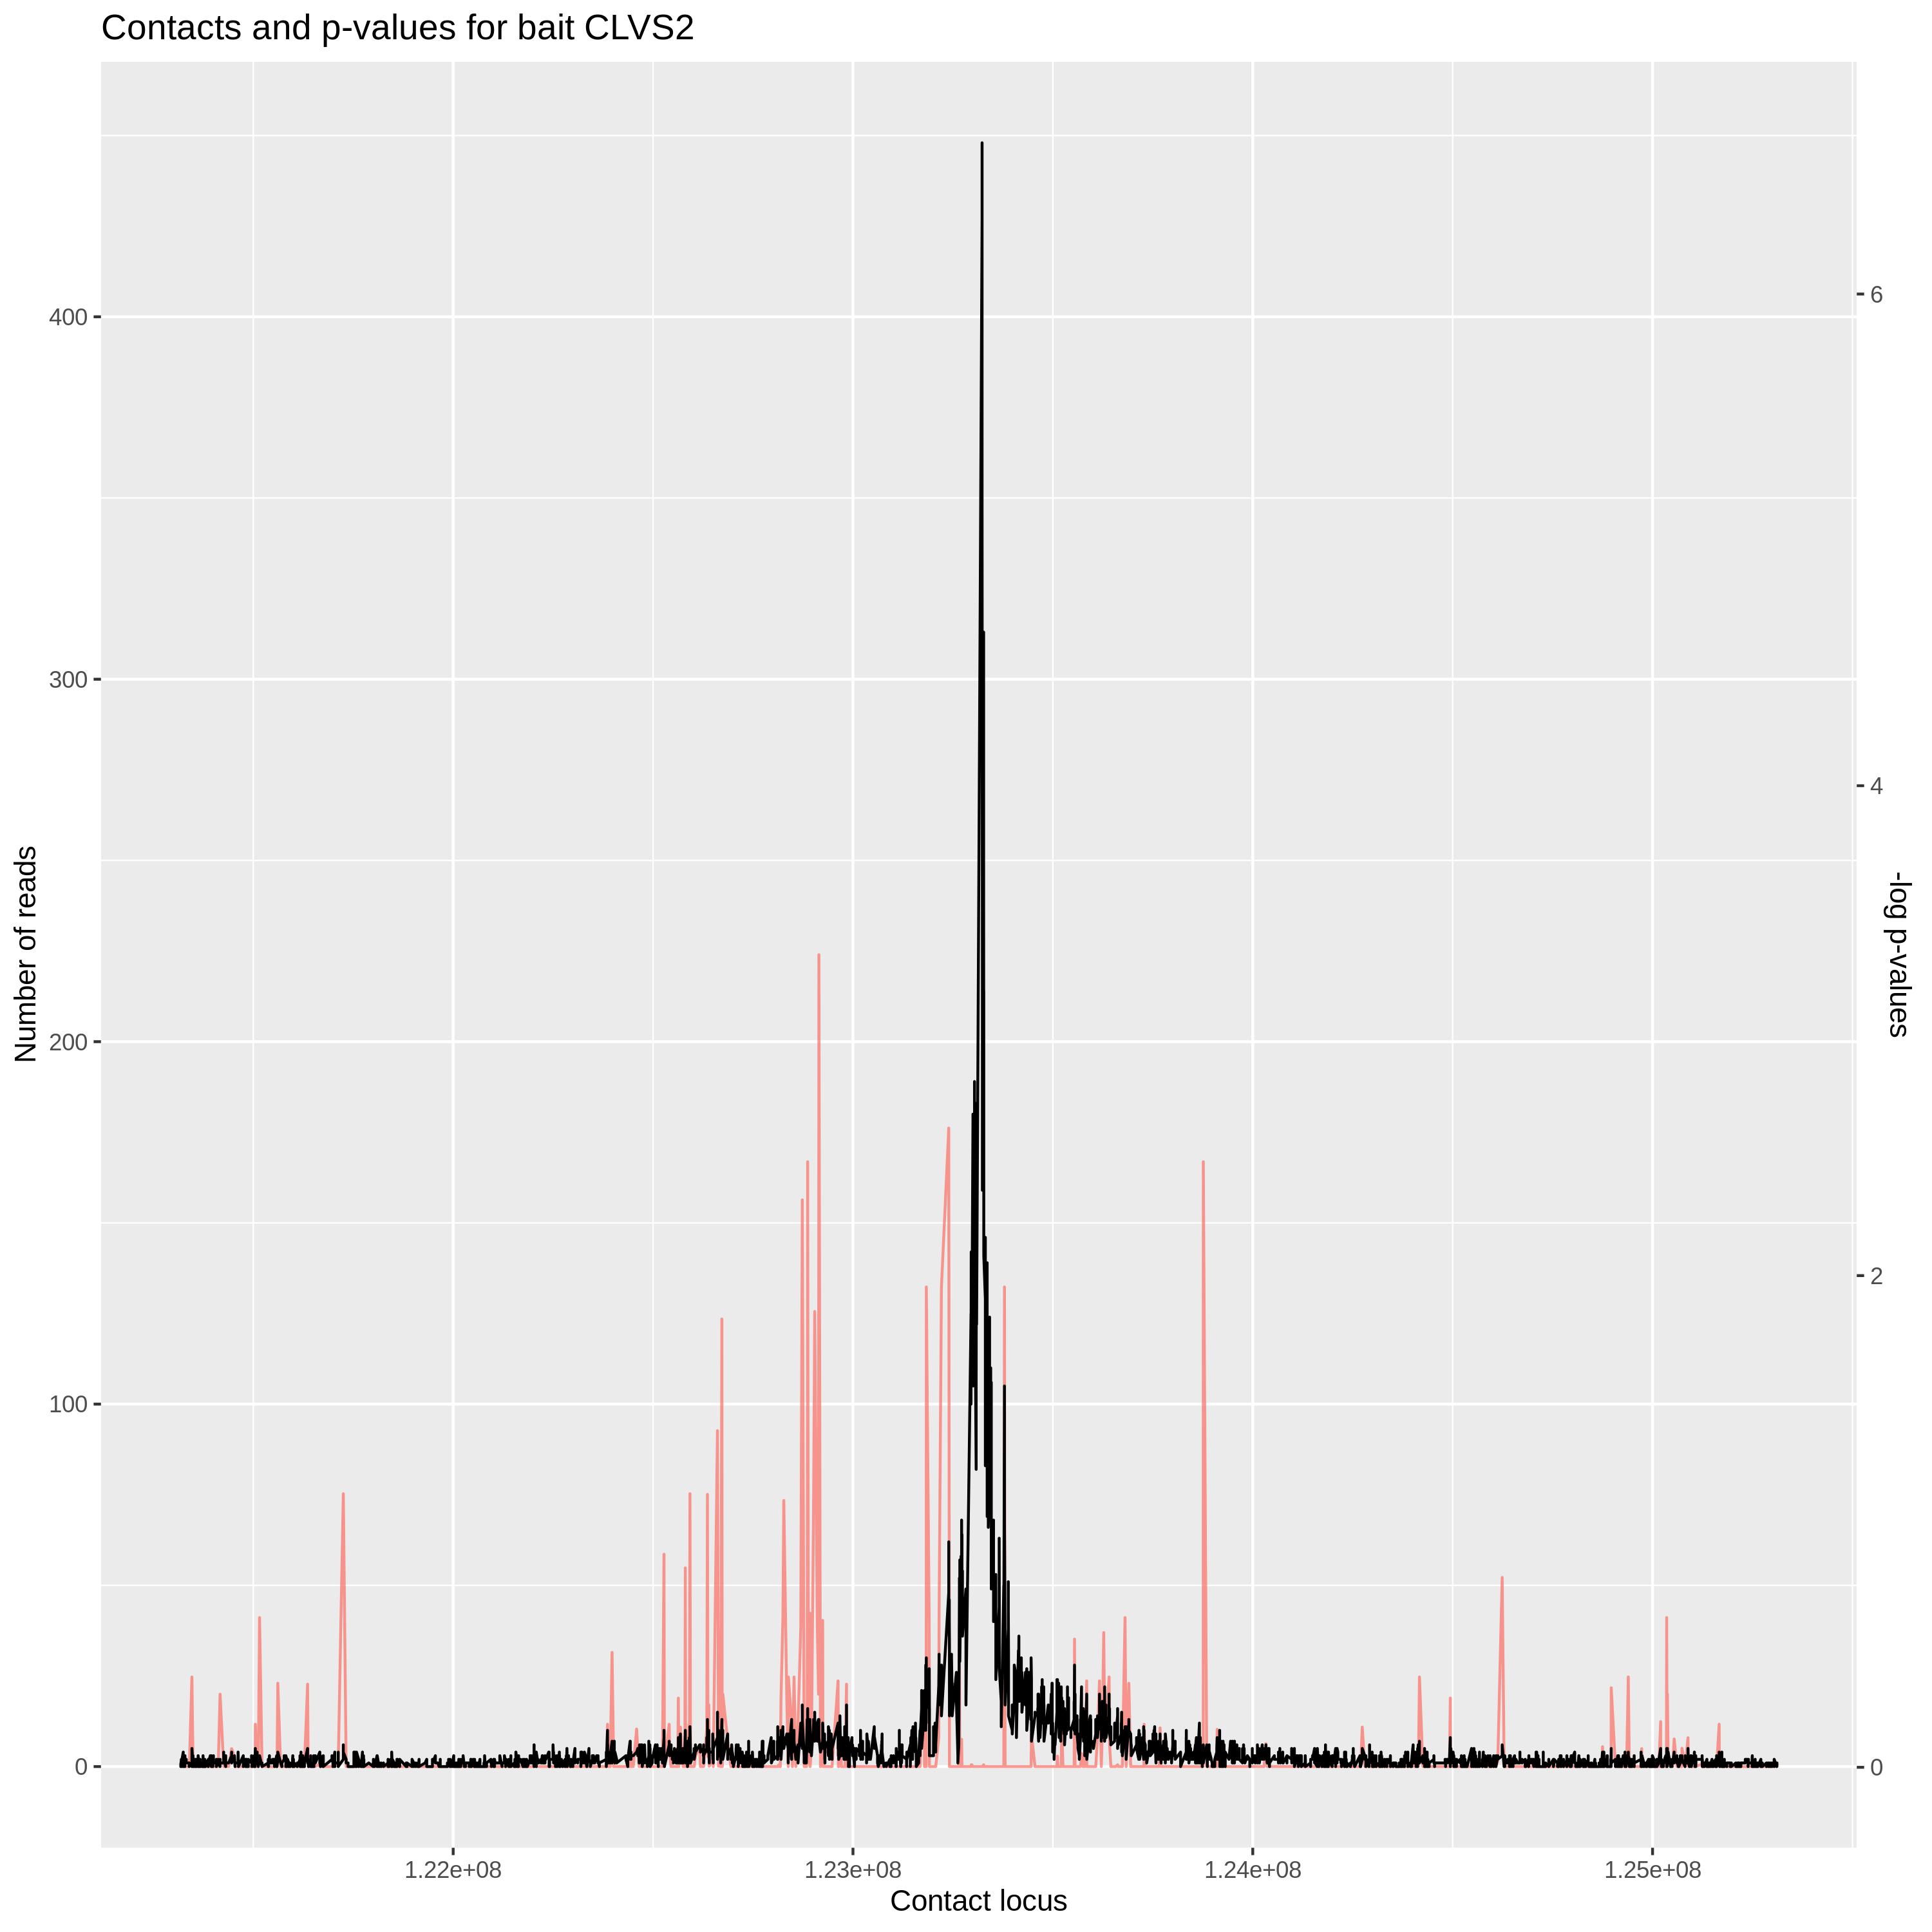 Contacts and p-values for bait CLVS2
Number of reads
400
300
200
100
0
6
4
2
0
-log p-values
1.22e+08
1.23e+08
1.24e+08
1.25e+08
Contact locus